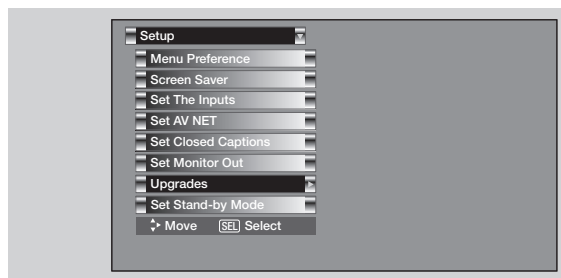 Setup
Menu Preference
Screen Saver
Set The Inputs
Set AV NET
Set Closed Captions
Set Monitor Out
Upgrades
Set Stand-by Mode
Move SEL Select